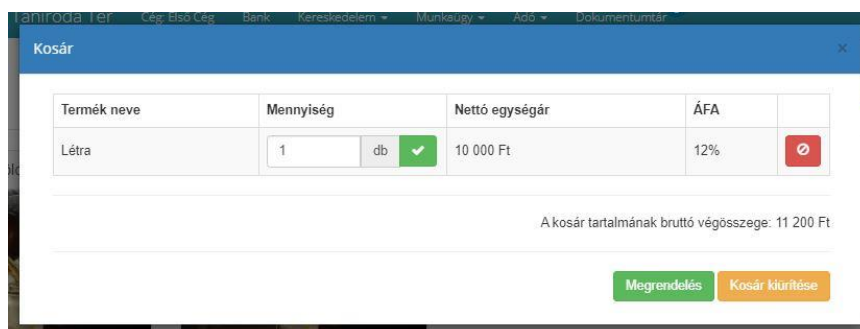 Taniroda Tér Cég: Első Cég Bank Kereskedelem Munkaügy Adó Dokumentumtár
Kosár ×
Termék neve Mennyiség Nettó egységár ÁFA
Létra 1 db 10 000 Ft 12%
A kosár tartalmának bruttó végösszege: 11 200 Ft
Megrendelés Kosár kiürítése